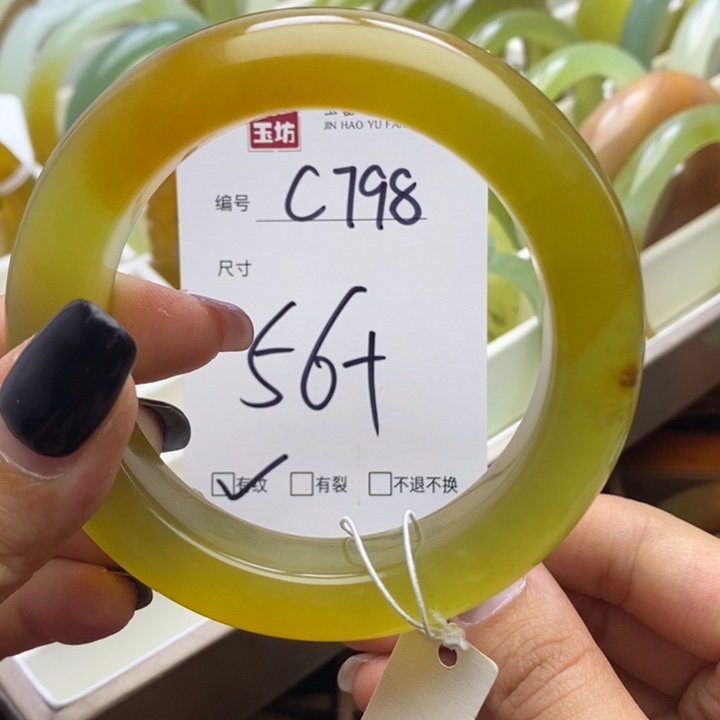 玉坊
JIN HAO YU FA
编号 C798
尺寸
56+
有纹 有裂 不退不换